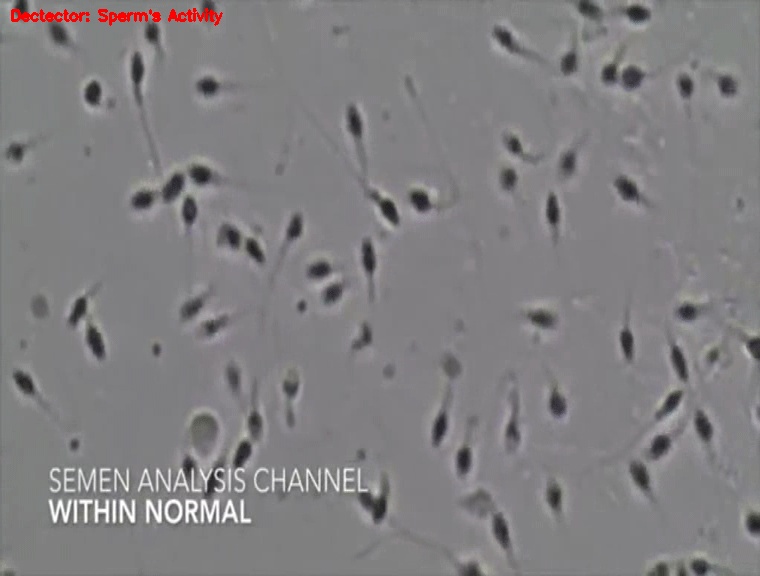 Dectector: Sperm's Activity
SEMEN ANALYSIS CHANNEL
WITHIN NORMAL